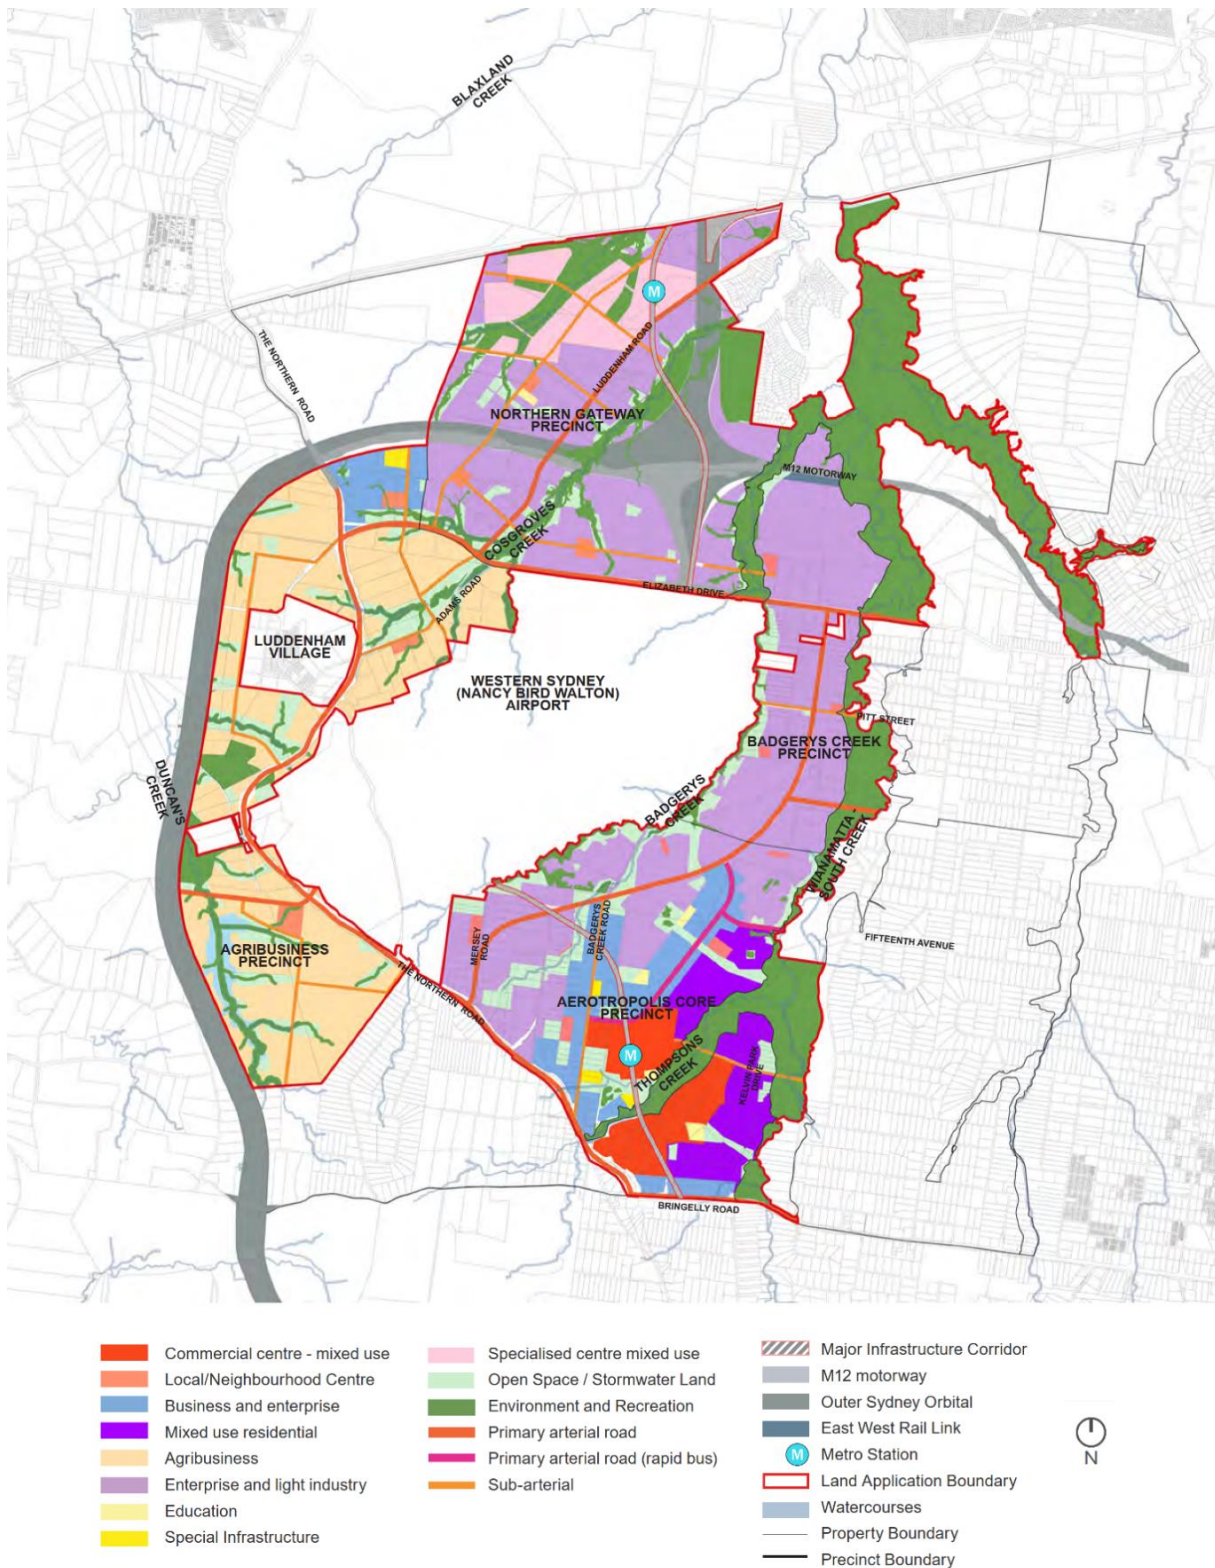 BLAXLAND
CREEK
M
THE NORTHERN ROAD
LUDDENHAM ROAD
NORTHERN GATEWAY
PRECINCT
M12 MOTORWAY
COSGROVES
CREEK
ELIZABETH DRIVE
ADAMS ROAD
LUDDENHAM
VILLAGE
WESTERN SYDNEY
(NANCY BIRD WALTON)
AIRPORT
PITT STREET
BADGERYS CREEK
PRECINCT
DUNCAN'S
CREEK
BADGERYS
CREEK
WIANAMATTA -
SOUTH CREEK
MERSEY
ROAD
BADGERYS
CREEK ROAD
FIFTEENTH AVENUE
AGRIBUSINESS
PRECINCT
THE NORTHERN ROAD
AEROTROPOLIS CORE
PRECINCT
M
THOMPSONS
CREEK
KELVIN PARK
DRIVE
BRINGELLY ROAD
Commercial centre - mixed use
Local/Neighbourhood Centre
Business and enterprise
Mixed use residential
Agribusiness
Enterprise and light industry
Education
Special Infrastructure
Specialised centre mixed use
Open Space / Stormwater Land
Environment and Recreation
Primary arterial road
Primary arterial road (rapid bus)
Sub-arterial
Major Infrastructure Corridor
M12 motorway
Outer Sydney Orbital
East West Rail Link
M Metro Station
Land Application Boundary
Watercourses
Property Boundary
Precinct Boundary
N